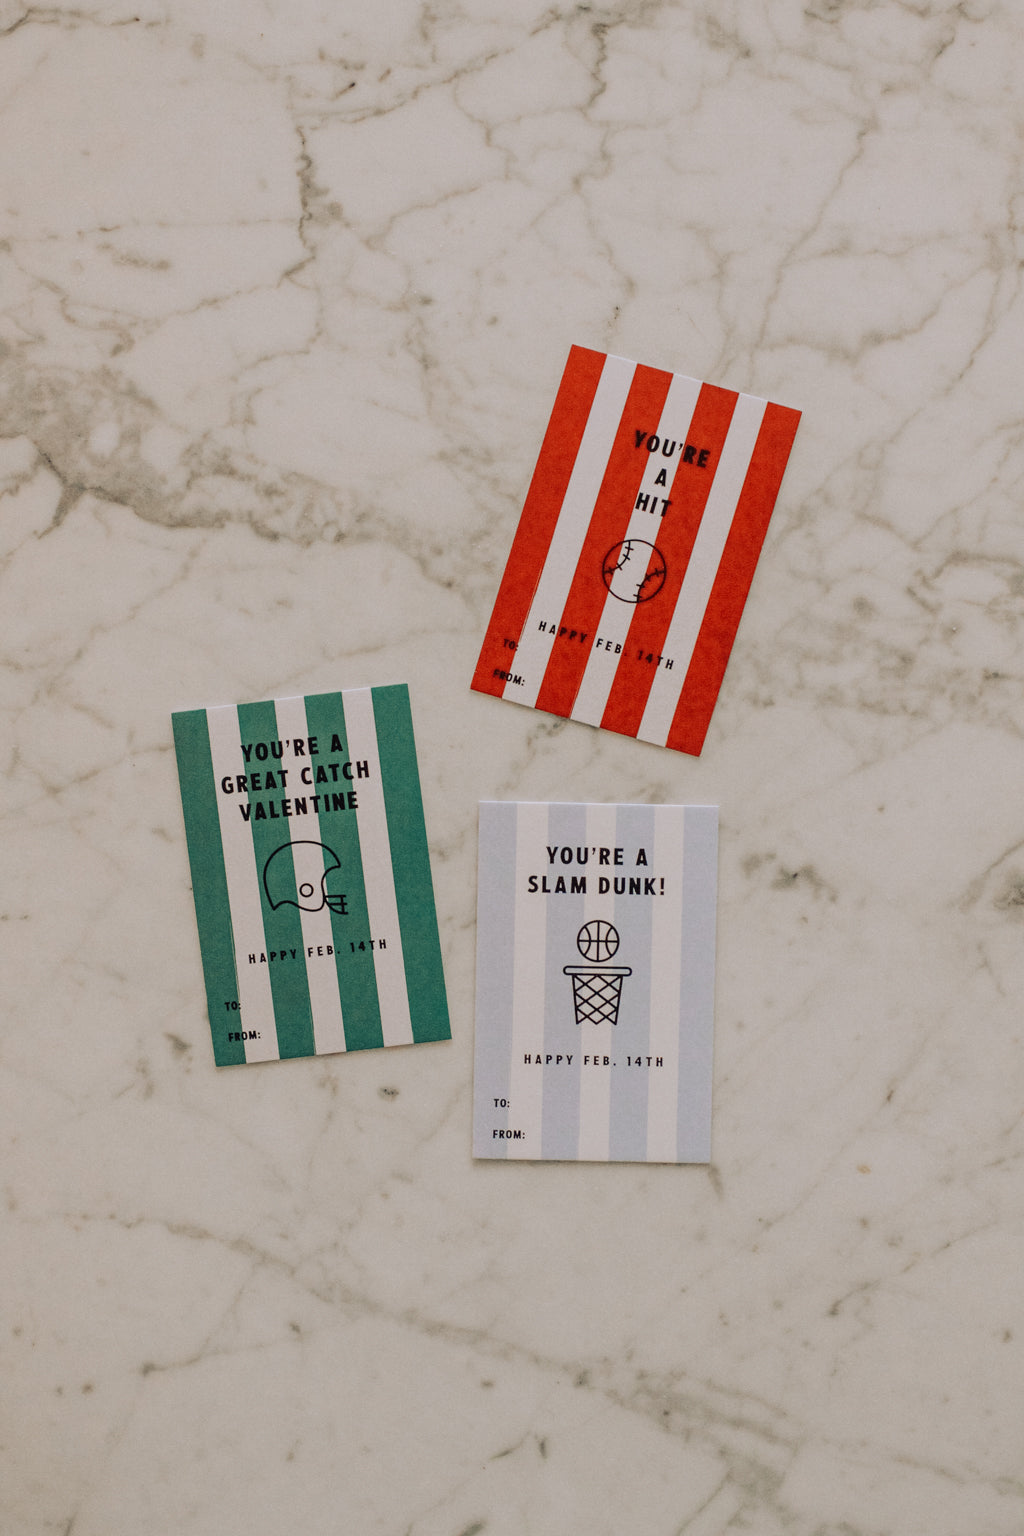 YOU'RE
A
HIT
HAPPY FEB. 14TH
TO:
FROM:
YOU'RE A
GREAT CATCH
VALENTINE
HAPPY FEB. 14TH
TO:
FROM:
YOU'RE A
SLAM DUNK!
HAPPY FEB. 14TH
TO:
FROM: